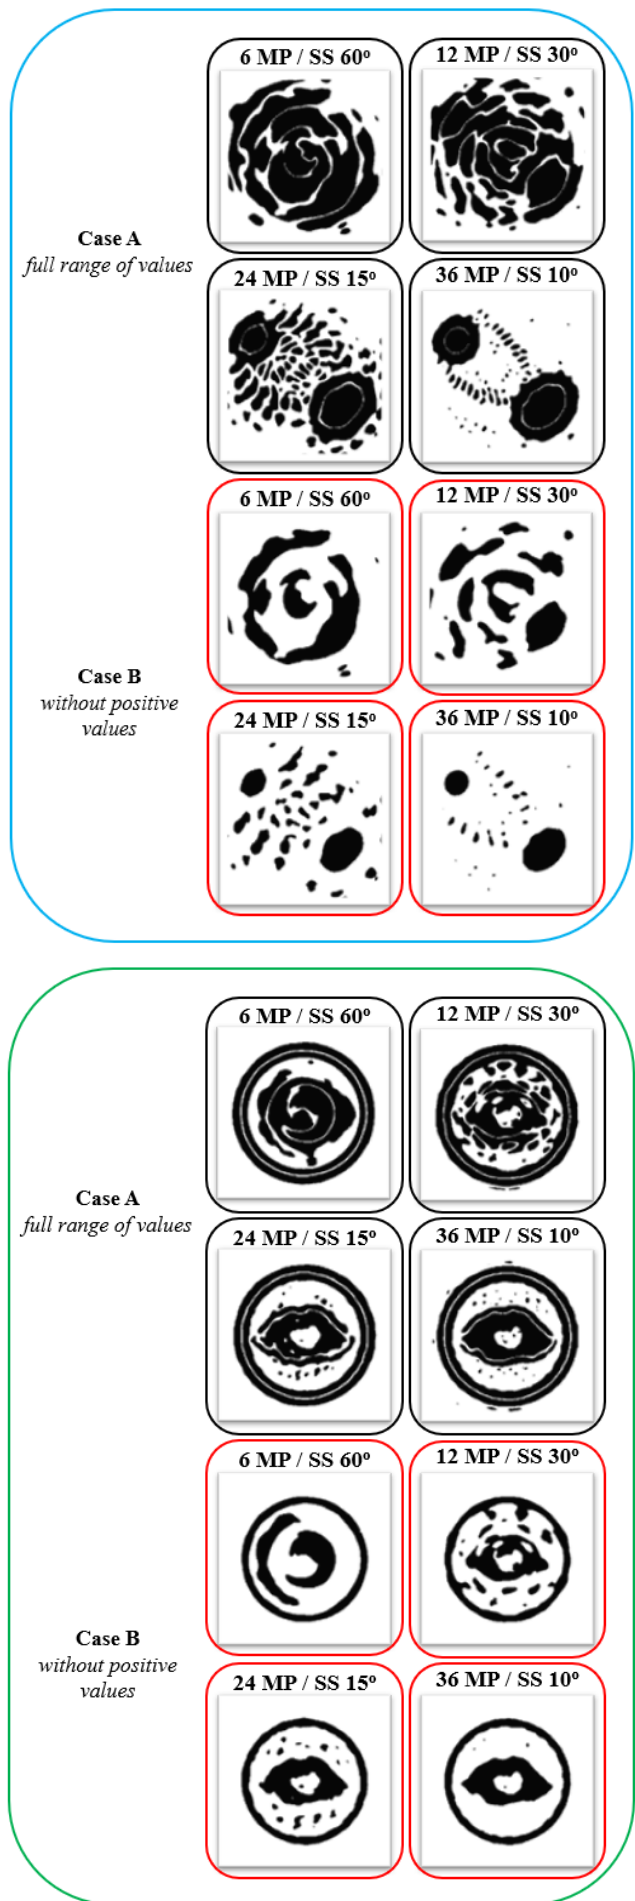 6 MP / SS 60º
12 MP / SS 30º
Case A
full range of values
24 MP / SS 15º
36 MP / SS 10º
6 MP / SS 60º
12 MP / SS 30º
Case B
without positive
values
24 MP / SS 15º
36 MP / SS 10º
6 MP / SS 60º
12 MP / SS 30º
Case A
full range of values
24 MP / SS 15º
36 MP / SS 10º
6 MP / SS 60º
12 MP / SS 30º
Case B
without positive
values
24 MP / SS 15º
36 MP / SS 10º